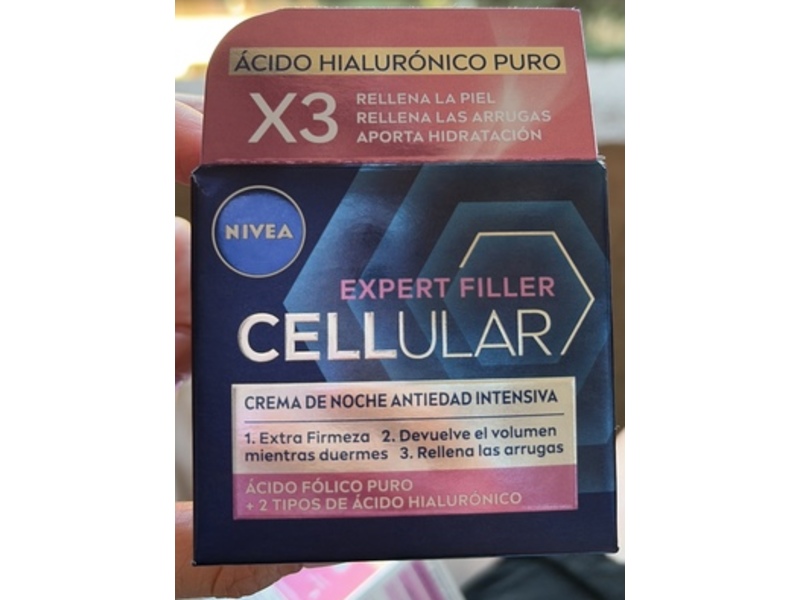 ÁCIDO HIALURÓNICO PURO
X3
RELLENA LA PIEL
RELLENA LAS ARRUGAS
APORTA HIDRATACIÓN
NIVEA
EXPERT FILLER
CELLULAR
CREMA DE NOCHE ANTIEDAD INTENSIVA
1. Extra Firmeza 2. Devuelve el volumen
mientras duermes 3. Rellena las arrugas
ÁCIDO FÓLICO PURO
+ 2 TIPOS DE ÁCIDO HIALURÓNICO